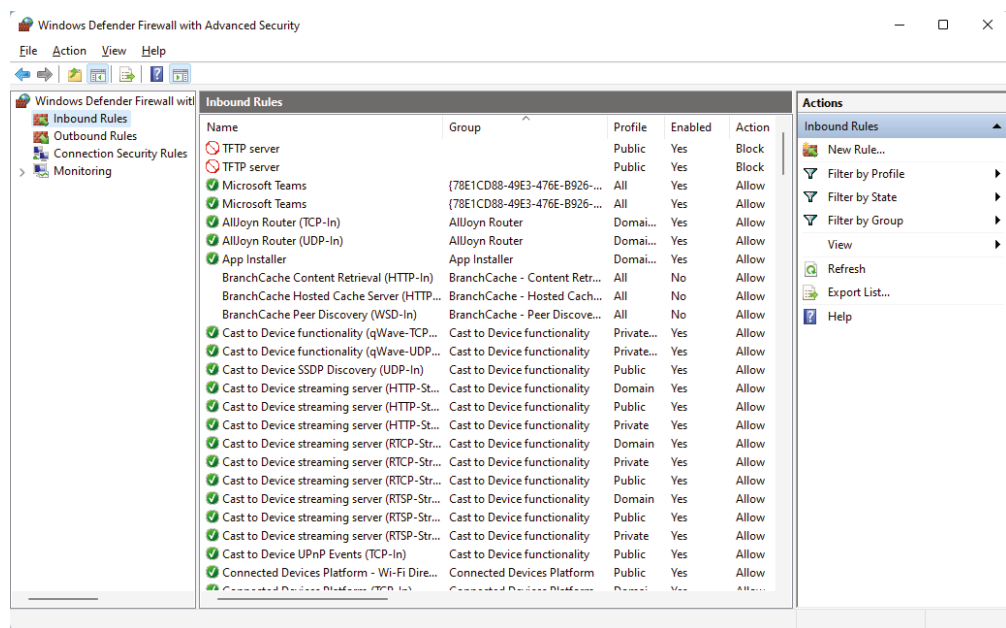 Windows Defender Firewall with Advanced Security
File Action View Help
Windows Defender Firewall witl
Inbound Rules
Outbound Rules
Connection Security Rules
Monitoring
Inbound Rules
Name Group Profile Enabled Action
TFTP server Public Yes Block
TFTP server Public Yes Block
Microsoft Teams {78E1CD88-49E3-476E-B926-... All Yes Allow
Microsoft Teams {78E1CD88-49E3-476E-B926-... All Yes Allow
AllJoyn Router (TCP-In) AllJoyn Router Domai... Yes Allow
AllJoyn Router (UDP-In) AllJoyn Router Domai... Yes Allow
App Installer App Installer Domai... Yes Allow
BranchCache Content Retrieval (HTTP-In) BranchCache - Content Retr... All No Allow
BranchCache Hosted Cache Server (HTTP... BranchCache - Hosted Cach... All No Allow
BranchCache Peer Discovery (WSD-In) BranchCache - Peer Discove... All No Allow
Cast to Device functionality (qWave-TCP... Cast to Device functionality Private... Yes Allow
Cast to Device functionality (qWave-UDP... Cast to Device functionality Private... Yes Allow
Cast to Device SSDP Discovery (UDP-In) Cast to Device functionality Public Yes Allow
Cast to Device streaming server (HTTP-St... Cast to Device functionality Domain Yes Allow
Cast to Device streaming server (HTTP-St... Cast to Device functionality Public Yes Allow
Cast to Device streaming server (HTTP-St... Cast to Device functionality Private Yes Allow
Cast to Device streaming server (RTCP-Str... Cast to Device functionality Domain Yes Allow
Cast to Device streaming server (RTCP-Str... Cast to Device functionality Private Yes Allow
Cast to Device streaming server (RTCP-Str... Cast to Device functionality Public Yes Allow
Cast to Device streaming server (RTSP-Str... Cast to Device functionality Domain Yes Allow
Cast to Device streaming server (RTSP-Str... Cast to Device functionality Public Yes Allow
Cast to Device streaming server (RTSP-Str... Cast to Device functionality Private Yes Allow
Cast to Device UPnP Events (TCP-In) Cast to Device functionality Public Yes Allow
Connected Devices Platform - Wi-Fi Dire... Connected Devices Platform Public Yes Allow
Actions
Inbound Rules
New Rule...
Filter by Profile
Filter by State
Filter by Group
View
Refresh
Export List...
Help